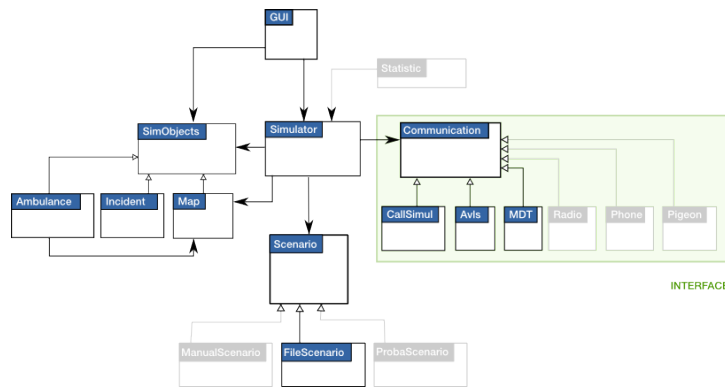 GUI
Statistic
SimObjects
Simulator
Communication
Ambulance
Incident
Map
CallSimul
Avls
MDT
Radio
Phone
Pigeon
Scenario
INTERFACE
ManualScenario
FileScenario
ProbaScenario